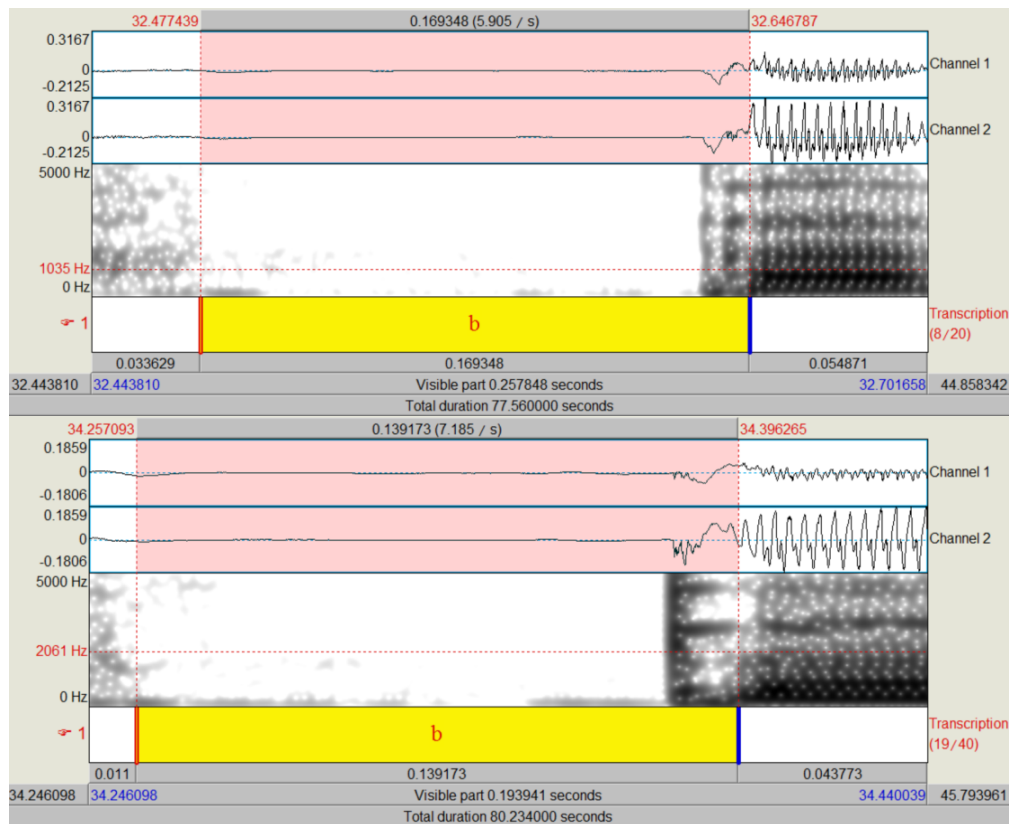 32.477439 0.169348 (5.905 / s) 32.646787
0.3167
0
-0.2125
Channel 1
0.3167
0
-0.2125
Channel 2
5000 Hz
1035 Hz
0 Hz
☞ 1 b Transcription
(8/20)
0.033629 0.169348 0.054871
32.443810 32.443810 Visible part 0.257848 seconds 32.701658 44.858342
Total duration 77.560000 seconds
34.257093 0.139173 (7.185 / s) 34.396265
0.1859
0
-0.1806
Channel 1
0.1859
0
-0.1806
Channel 2
5000 Hz
2061 Hz
0 Hz
☞ 1 b Transcription
(19/40)
0.011 0.139173 0.043773
34.246098 34.246098 Visible part 0.193941 seconds 34.440039 45.793961
Total duration 80.234000 seconds